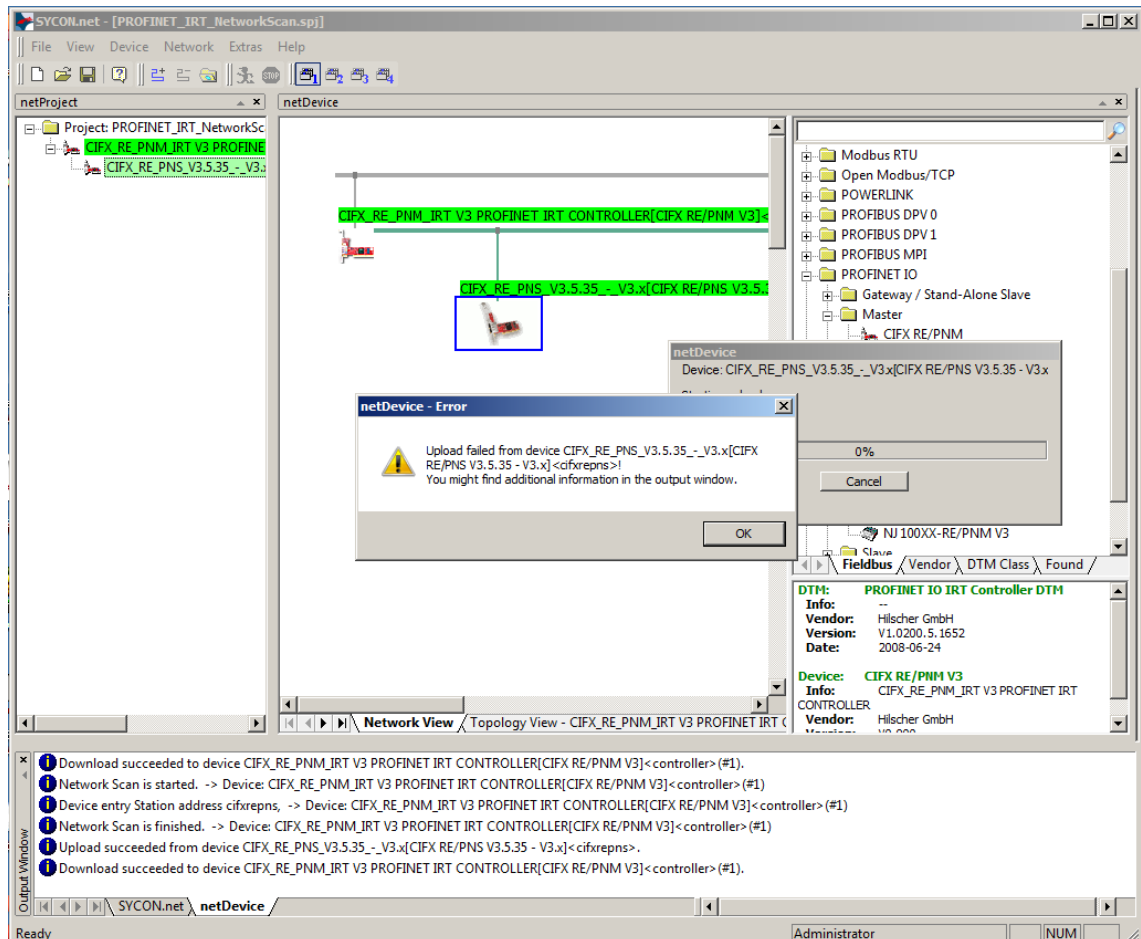 SYCON.net - [PROFINET_IRT_NetworkScan.spj]
File View Device Network Extras Help
netProject
netDevice
Project: PROFINET_IRT_NetworkSc
CIFX_RE_PNM_IRT V3 PROFINE
CIFX_RE_PNS_V3.5.35_-_V3.
CIFX_RE_PNM_IRT V3 PROFINET IRT CONTROLLER[CIFX RE/PNM V3]<
CIFX_RE_PNS_V3.5.35_-_V3.x[CIFX RE/PNS V3.5.
Modbus RTU
Open Modbus/TCP
POWERLINK
PROFIBUS DPV0
PROFIBUS DPV1
PROFIBUS MPI
PROFINET IO
Gateway / Stand-Alone Slave
Master
CIFX RE/PNM
netDevice
Device: CIFX_RE_PNS_V3.5.35_-_V3.x[CIFX RE/PNS V3.5.35 - V3.x
0%
Cancel
netDevice - Error
Upload failed from device CIFX_RE_PNS_V3.5.35_-_V3.x[CIFX
RE/PNS V3.5.35 - V3.x]<cifxrepns>!
You might find additional information in the output window.
OK
NJ 100XX-RE/PNM V3
Slave
Fieldbus Vendor DTM Class Found
DTM: PROFINET IO IRT Controller DTM
Info: --
Vendor: Hilscher GmbH
Version: V1.0200.5.1652
Date: 2008-06-24
Device: CIFX RE/PNM V3
Info: CIFX_RE_PNM_IRT V3 PROFINET IRT
CONTROLLER
Vendor: Hilscher GmbH
Network View Topology View - CIFX_RE_PNM_IRT V3 PROFINET IRT C
Download succeeded to device CIFX_RE_PNM_IRT V3 PROFINET IRT CONTROLLER[CIFX RE/PNM V3]<controller>(#1).
Network Scan is started. -> Device: CIFX_RE_PNM_IRT V3 PROFINET IRT CONTROLLER[CIFX RE/PNM V3]<controller>(#1)
Device entry Station address cifxrepns, -> Device: CIFX_RE_PNM_IRT V3 PROFINET IRT CONTROLLER[CIFX RE/PNM V3]<controller>(#1)
Network Scan is finished. -> Device: CIFX_RE_PNM_IRT V3 PROFINET IRT CONTROLLER[CIFX RE/PNM V3]<controller>(#1)
Upload succeeded from device CIFX_RE_PNS_V3.5.35_-_V3.x[CIFX RE/PNS V3.5.35 - V3.x]<cifxrepns>.
Download succeeded to device CIFX_RE_PNM_IRT V3 PROFINET IRT CONTROLLER[CIFX RE/PNM V3]<controller>(#1).
Output Window
SYCON.net netDevice
Ready
Administrator
NUM